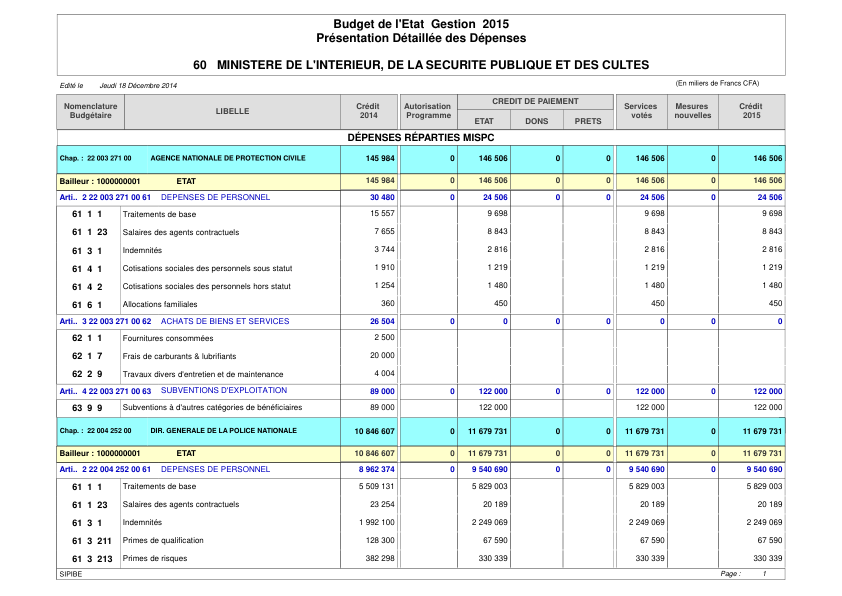 Budget de l'Etat Gestion 2015
Présentation Détaillée des Dépenses
60 MINISTERE DE L'INTERIEUR, DE LA SECURITE PUBLIQUE ET DES CULTES
Edité le Jeudi 18 Décembre 2014 (En miliers de Francs CFA)
Nomenclature Budgétaire LIBELLE Crédit 2014 Autorisation Programme CREDIT DE PAIEMENT ETAT DONS PRETS Services votés Mesures nouvelles Crédit 2015
DÉPENSES RÉPARTIES MISPC
Chap. : 22 003 271 00 AGENCE NATIONALE DE PROTECTION CIVILE 145 984 0 146 506 0 0 146 506 0 146 506
Bailleur : 1000000001 ETAT 145 984 0 146 506 0 0 146 506 0 146 506
Arti.. 2 22 003 271 00 61 DEPENSES DE PERSONNEL 30 480 0 24 506 0 0 24 506 0 24 506
61 1 1 Traitements de base 15 557 9 698 9 698 9 698
61 1 23 Salaires des agents contractuels 7 655 8 843 8 843 8 843
61 3 1 Indemnités 3 744 2 816 2 816 2 816
61 4 1 Cotisations sociales des personnels sous statut 1 910 1 219 1 219 1 219
61 4 2 Cotisations sociales des personnels hors statut 1 254 1 480 1 480 1 480
61 6 1 Allocations familiales 360 450 450 450
Arti.. 3 22 003 271 00 62 ACHATS DE BIENS ET SERVICES 26 504 0 0 0 0 0 0 0
62 1 1 Fournitures consommées 2 500
62 1 7 Frais de carburants & lubrifiants 20 000
62 2 9 Travaux divers d'entretien et de maintenance 4 004
Arti.. 4 22 003 271 00 63 SUBVENTIONS D'EXPLOITATION 89 000 0 122 000 0 0 122 000 0 122 000
63 9 9 Subventions à d'autres catégories de bénéficiaires 89 000 122 000 122 000 122 000
Chap. : 22 004 252 00 DIR. GENERALE DE LA POLICE NATIONALE 10 846 607 0 11 679 731 0 0 11 679 731 0 11 679 731
Bailleur : 1000000001 ETAT 10 846 607 0 11 679 731 0 0 11 679 731 0 11 679 731
Arti.. 2 22 004 252 00 61 DEPENSES DE PERSONNEL 8 962 374 0 9 540 690 0 0 9 540 690 0 9 540 690
61 1 1 Traitements de base 5 509 131 5 829 003 5 829 003 5 829 003
61 1 23 Salaires des agents contractuels 23 254 20 189 20 189 20 189
61 3 1 Indemnités 1 992 100 2 249 069 2 249 069 2 249 069
61 3 211 Primes de qualification 128 300 67 590 67 590 67 590
61 3 213 Primes de risques 382 298 330 339 330 339 330 339
SIPIBE Page : 1